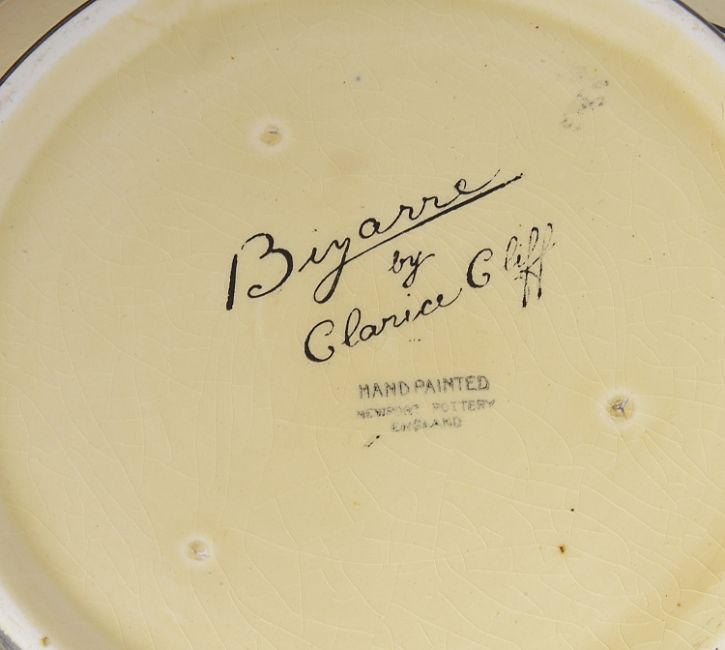 Bizarre
by
Clarice Cliff
HAND PAINTED
NEWPORT POTTERY
ENGLAND